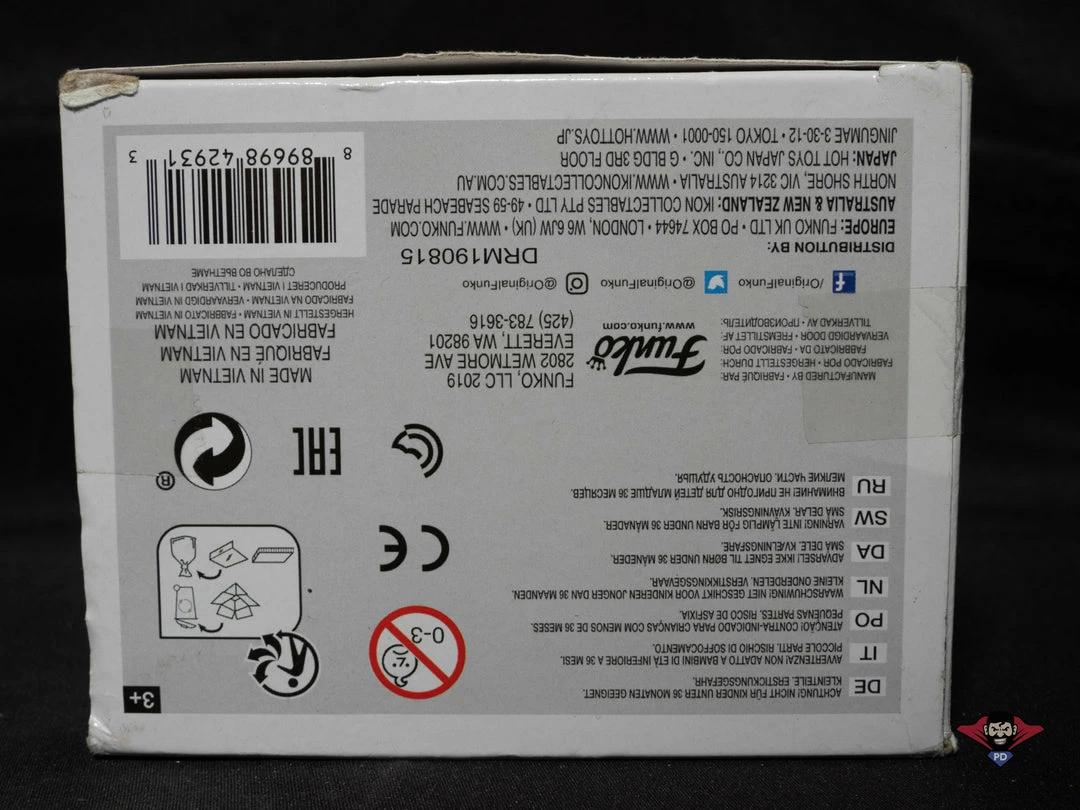 3+
DE
ACHTUNG! NICHT FÜR KINDER UNTER 36 MONATEN GEEIGNET.
KLEINTEILE. ERSTICKUNGSGEFAHR.
IT
AVVERTENZA! NON ADATTO A BAMBINI DI ETÀ INFERIORE A 36 MESI.
PICCOLE PARTI. RISCHIO DI SOFFOCAMENTO.
PO
ATENÇÃO! CONTRA-INDICADO PARA CRIANÇAS COM MENOS DE 36 MESES.
PEQUENAS PARTES. RISCO DE ASFIXIA.
NL
WAARSCHUWING! NIET GESCHIKT VOOR KINDEREN JONGER DAN 36 MAANDEN.
KLEINE ONDERDELEN. VERSTIKKINGSGEVAAR.
DA
ADVARSEL! IKKE EGNET TIL BØRN UNDER 36 MÅNEDER.
SMÅ DELE. KVÆLNINGSFARE.
SW
VARNING! INTE LÄMPLIG FÖR BARN UNDER 36 MÅNADER.
SMÅ DELAR. KVÄVNINGSRISK.
RU
ВНИМАНИЕ! НЕ ПРИГОДНО ДЛЯ ДЕТЕЙ МЛАДШЕ 36 МЕСЯЦЕВ.
МЕЛКИЕ ЧАСТИ. ОПАСНОСТЬ УДУШЬЯ.
0-3
CE
EAC
®
MANUFACTURED BY • FABRIQUÉ PAR:
FABRICADO POR • HERGESTELLT DURCH:
FABRICATO DA • FABRICADO POR:
VERVAARDIGD DOOR • FREMSTILLET AF:
TILLVERKAD AV • ПРОИЗВОДИТЕЛЬ:
Funko
www.funko.com
FUNKO, LLC 2019
2802 WETMORE AVE
EVERETT, WA 98201
(425) 783-3616
MADE IN VIETNAM
FABRIQUÉ EN VIETNAM
FABRICADO EN VIETNAM
HERGESTELLT IN VIETNAM • FABBRICATO IN VIETNAM
FABRICADO NA VIETNAM • VERVAARDIGD IN VIETNAM
PRODUCERET I VIETNAM • TILLVERKAD I VIETNAM
СДЕЛАНО ВО ВЬЕТНАМЕ
f /OriginalFunko
@OriginalFunko
@OriginalFunko
DRM190815
DISTRIBUTION BY:
EUROPE: FUNKO UK LTD • PO BOX 74644 • LONDON, W6 6JW (UK) • WWW.FUNKO.COM
AUSTRALIA & NEW ZEALAND: IKON COLLECTABLES PTY LTD • 49-59 SEABEACH PARADE
NORTH SHORE, VIC 3214 AUSTRALIA • WWW.IKONCOLLECTABLES.COM.AU
JAPAN: HOT TOYS JAPAN CO., INC. • G BLDG 3RD FLOOR
JINGUMAE 3-30-12 • TOKYO 150-0001 • WWW.HOTTOYS.JP
8 89698 42931 3
PD